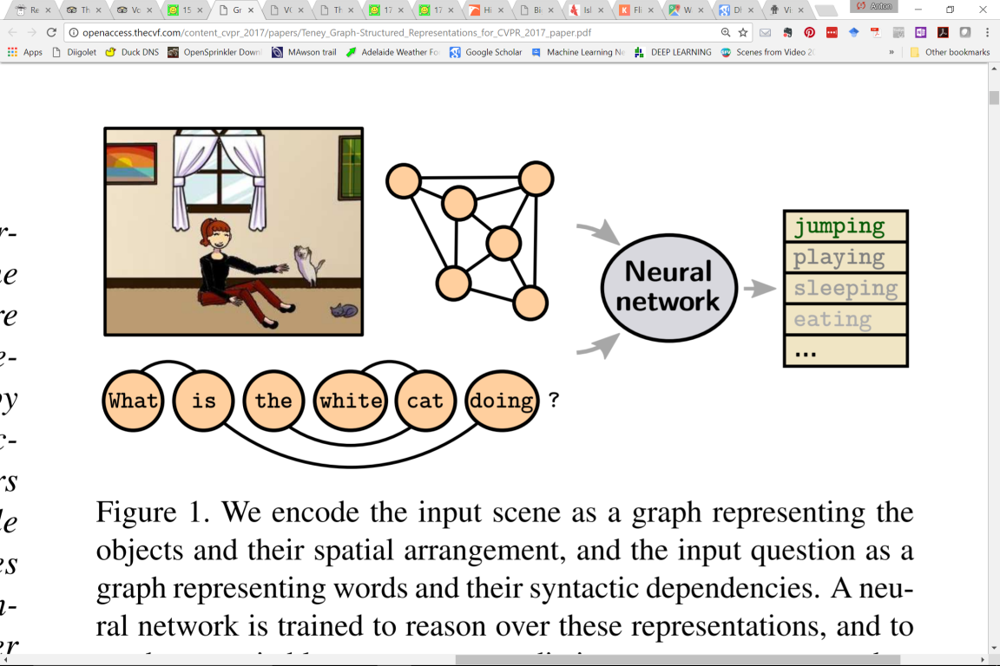 Re
Th
Vc
15
Gr
V(
Th
17
17
Hi
Bi
Isl
Fli
W
Di
Vi
Anton
openaccess.thecvf.com/content_cvpr_2017/papers/Teney_Graph-Structured_Representations_for_CVPR_2017_paper.pdf
Apps
Diigolet
Duck DNS
OpenSprinkler Down
MAwson trail
Adelaide Weather Fo
Google Scholar
Machine Learning Ne
DEEP LEARNING
Scenes from Video 20
»
Other bookmarks
jumping
playing
sleeping
eating
...
Neural
network
What is the white cat doing ?
r-
ne
re
e-
by
c-
rs
le
es
n-
er
Figure 1. We encode the input scene as a graph representing the
objects and their spatial arrangement, and the input question as a
graph representing words and their syntactic dependencies. A neu-
ral network is trained to reason over these representations, and to